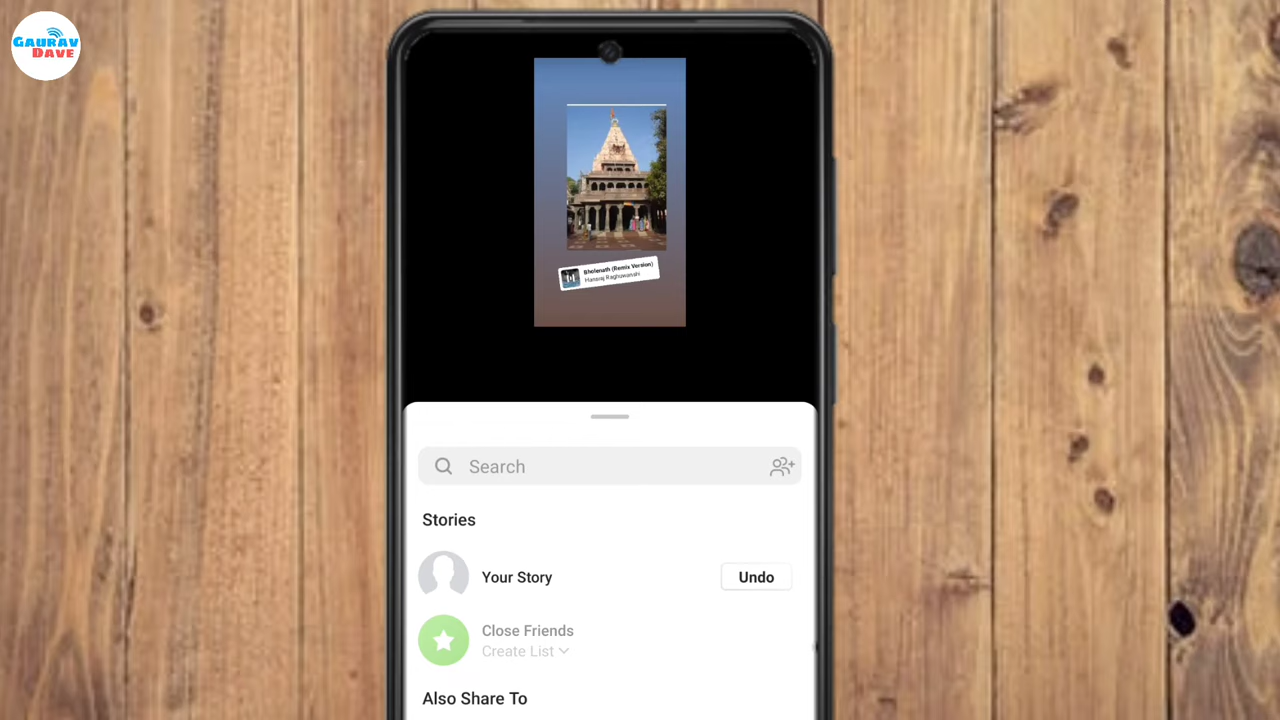 GAURAV
DAVE
Bholenath (Remix Version)
Hansraj Raghuwanshi
Search
Stories
Your Story
Undo
Close Friends
Create List
Also Share To